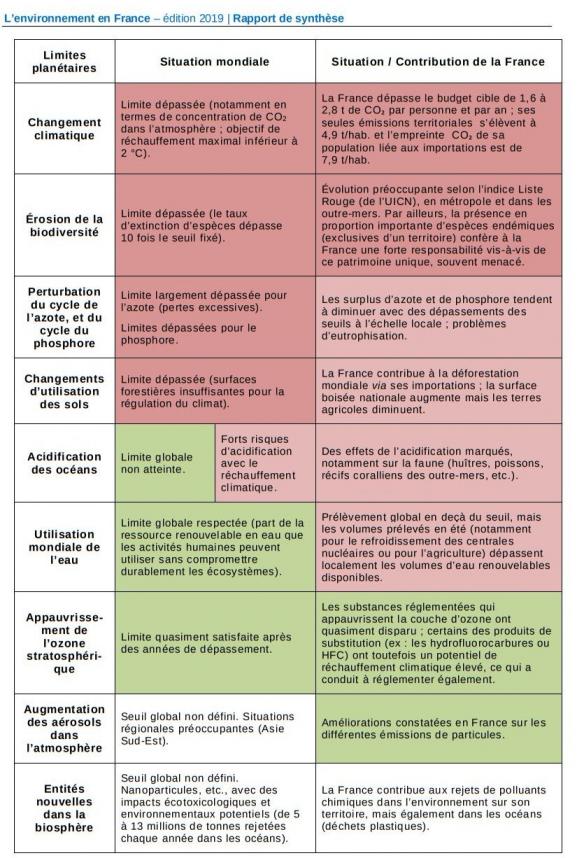 L'environnement en France – édition 2019 | Rapport de synthèse
Limites
planétaires
Situation mondiale
Situation / Contribution de la France
Changement
climatique
Limite dépassée (notamment en
termes de concentration de CO₂
dans l'atmosphère ; objectif de
réchauffement maximal inférieur à
2 °C).
La France dépasse le budget cible de 1,6 à
2,8 t de CO₂ par personne et par an ; ses
seules émissions territoriales s'élèvent à
4,9 t/hab. et l'empreinte CO₂ de sa
population liée aux importations est de
7,9 t/hab.
Érosion de la
biodiversité
Limite dépassée (le taux
d'extinction d'espèces dépasse
10 fois le seuil fixé).
Évolution préoccupante selon l'indice Liste
Rouge (de l'UICN), en métropole et dans les
outre-mers. Par ailleurs, la présence en
proportion importante d'espèces endémiques
(exclusives d'un territoire) confère à la
France une forte responsabilité vis-à-vis de
ce patrimoine unique, souvent menacé.
Perturbation
du cycle de
l'azote, et du
cycle du
phosphore
Limite largement dépassée pour
l'azote (pertes excessives).
Limites dépassées pour le
phosphore.
Les surplus d'azote et de phosphore tendent
à diminuer avec des dépassements des
seuils à l'échelle locale ; problèmes
d'eutrophisation.
Changements
d'utilisation
des sols
Limite dépassée (surfaces
forestières insuffisantes pour la
régulation du climat).
La France contribue à la déforestation
mondiale via ses importations ; la surface
boisée nationale augmente mais les terres
agricoles diminuent.
Acidification
des océans
Limite globale
non atteinte.
Forts risques
d'acidification
avec le
réchauffement
climatique.
Des effets de l'acidification marqués,
notamment sur la faune (huîtres, poissons,
récifs coralliens des outre-mers, etc.).
Utilisation
mondiale de
l'eau
Limite globale respectée (part de la
ressource renouvelable en eau que
les activités humaines peuvent
utiliser sans compromettre
durablement les écosystèmes).
Prélèvement global en deçà du seuil, mais
les volumes prélevés en été (notamment
pour le refroidissement des centrales
nucléaires ou pour l'agriculture) dépassent
localement les volumes d'eau renouvelables
disponibles.
Appauvrisse-
ment de
l'ozone
stratosphéri-
que
Limite quasiment satisfaite après
des années de dépassement.
Les substances réglementées qui
appauvrissent la couche d'ozone ont
quasiment disparu ; certains des produits de
substitution (ex : les hydrofluorocarbures ou
HFC) ont toutefois un potentiel de
réchauffement climatique élevé, ce qui a
conduit à réglementer également.
Augmentation
des aérosols
dans
l'atmosphère
Seuil global non défini. Situations
régionales préoccupantes (Asie
Sud-Est).
Améliorations constatées en France sur les
différentes émissions de particules.
Entités
nouvelles
dans la
biosphère
Seuil global non défini.
Nanoparticules, etc., avec des
impacts écotoxicologiques et
environnementaux potentiels (de 5
à 13 millions de tonnes rejetées
chaque année dans les océans).
La France contribue aux rejets de polluants
chimiques dans l'environnement sur son
territoire, mais également dans les océans
(déchets plastiques).